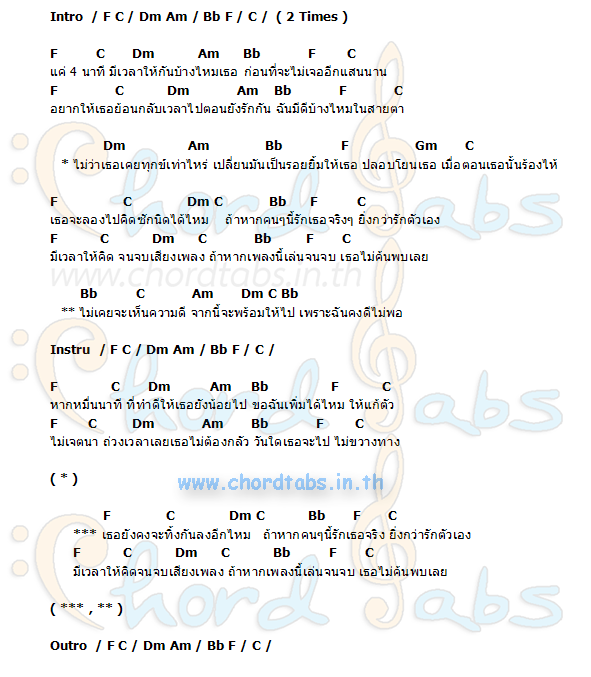 Intro / F C / Dm Am / Bb F / C / ( 2 Times )
F C Dm Am Bb F C
แค่ 4 นาที มีเวลาให้กันบ้างไหมเธอ ก่อนที่จะไม่เจออีกแสนนาน
F C Dm Am Bb F C
อยากให้เธอย้อนกลับเวลาไปตอนยังรักกัน ฉันมีดีบ้างไหมในสายตา
Dm Am Bb F Gm C
* ไม่ว่าเธอเคยทุกข์เท่าไหร่ เปลี่ยนมันเป็นรอยยิ้มให้เธอ ปลอบโยนเธอ เมื่อตอนเธอนั้นร้องไห้
F C Dm C Bb F C
เธอจะลองไปคิดซักนิดได้ไหม ถ้าหากคนๆนี้รักเธอจริงๆ ยิ่งกว่ารักตัวเอง
F C Dm C Bb F C
มีเวลาให้คิด จนจบเสียงเพลง ถ้าหากเพลงนี้เล่นจนจบ เธอไม่ค้นพบเลย
www.chordtabs.in.th
Bb C Am Dm C Bb
** ไม่เคยจะเห็นความดี จากนี้จะพร้อมให้ไป เพราะฉันคงดีไม่พอ
Instru / F C / Dm Am / Bb F / C /
F C Dm Am Bb F C
หากหมื่นนาที ที่ทำดีให้เธอยังน้อยไป ขอฉันเพิ่มได้ไหม ให้แก้ตัว
F C Dm Am Bb F C
ไม่เจตนา ถ่วงเวลาเลยเธอไม่ต้องกลัว วันใดเธอจะไป ไม่ขวางทาง
( * )
www.chordtabs.in.th
F C Dm C Bb F C
*** เธอยังคงจะทิ้งกันลงอีกไหม ถ้าหากคนๆนี้รักเธอจริง ยิ่งกว่ารักตัวเอง
F C Dm C Bb F C
มีเวลาให้คิดจนจบเสียงเพลง ถ้าหากเพลงนี้เล่นจนจบ เธอไม่ค้นพบเลย
( *** , ** )
Outro / F C / Dm Am / Bb F / C /